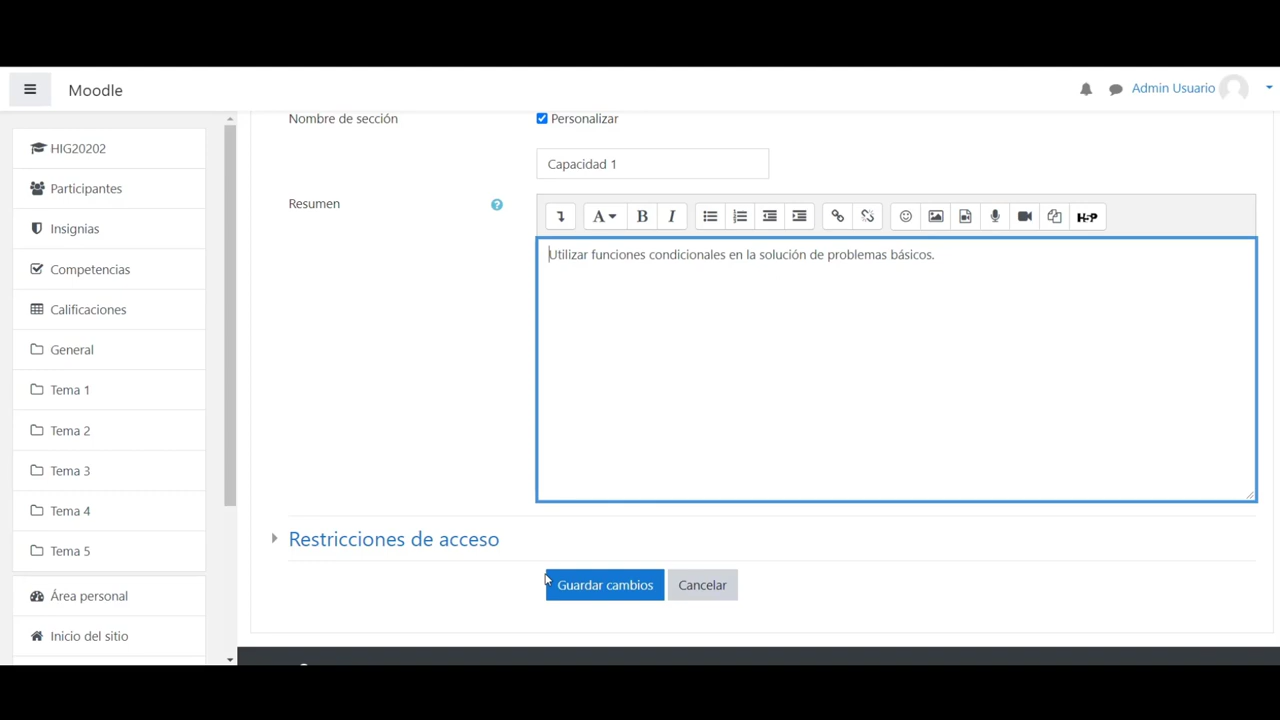 Moodle
Admin Usuario
HIG20202
Participantes
Insignias
Competencias
Calificaciones
General
Tema 1
Tema 2
Tema 3
Tema 4
Tema 5
Área personal
Inicio del sitio
Nombre de sección
Personalizar
Capacidad 1
Resumen
A B I H5P
Utilizar funciones condicionales en la solución de problemas básicos.
Restricciones de acceso
Guardar cambios
Cancelar